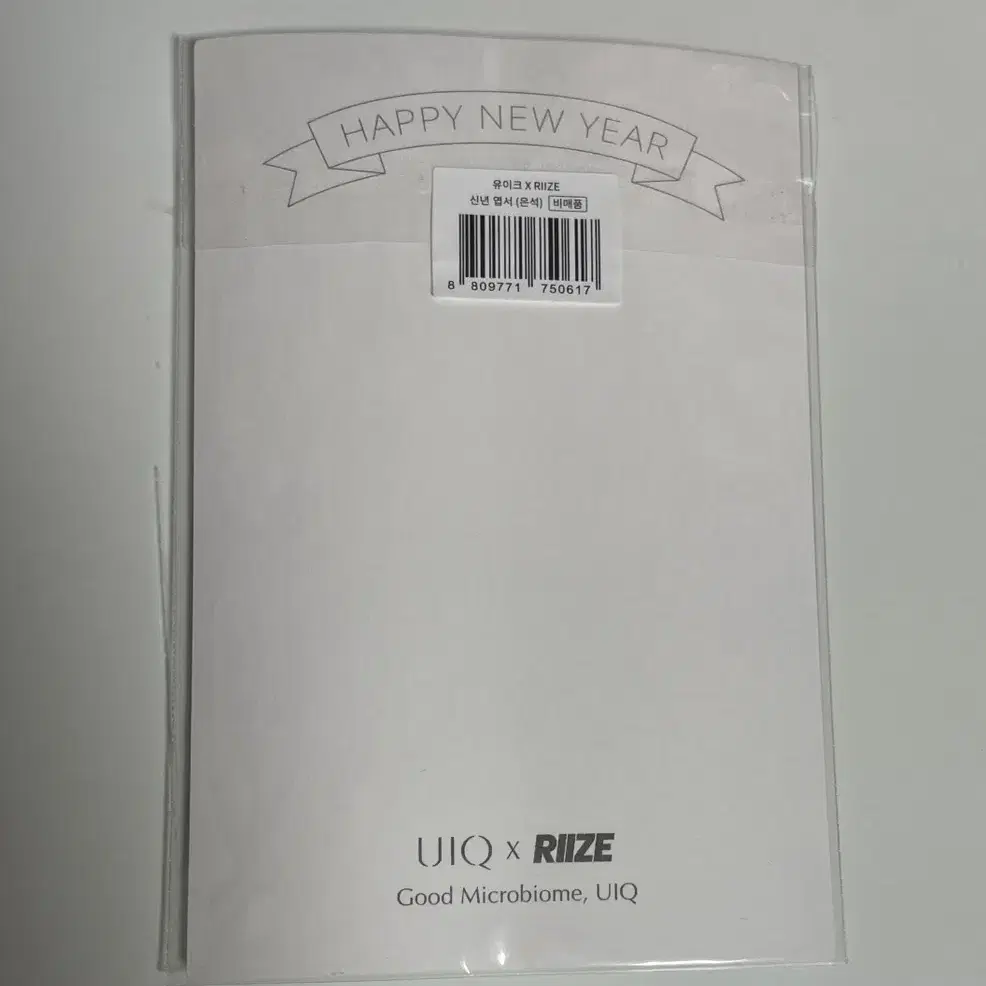 HAPPY NEW YEAR
유이크 X RIIZE
신년 엽서 (은석) 비매품
8 809771 750617
UIQ x RIIZE
Good Microbiome, UIQ